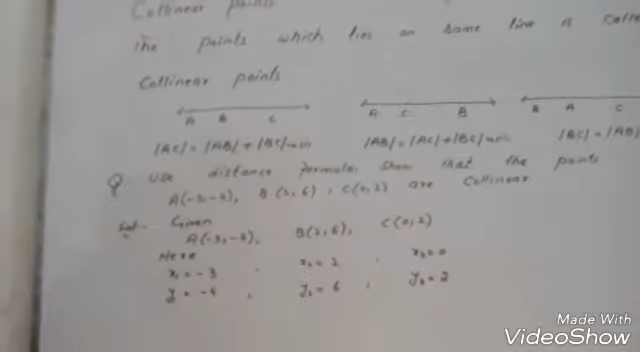 Collinear points
The points which lies on same line is
Collinear points
A B C
A C B
B A C
|AC| = |AB| + |BC|
|AB| = |AC| + |BC|
|BC| = |AB|
Q use distance formula show that the points
A(-3,-4), B(2,6), C(0,2) are Collinear
Sol:- Given
A(-3,-4), B(2,6), C(0,2)
Here
x₁ = -3 , x₂ = 2 , x₃ = 0
y = -4 , y₂ = 6 , y₃ = 2
Made With
VideoShow